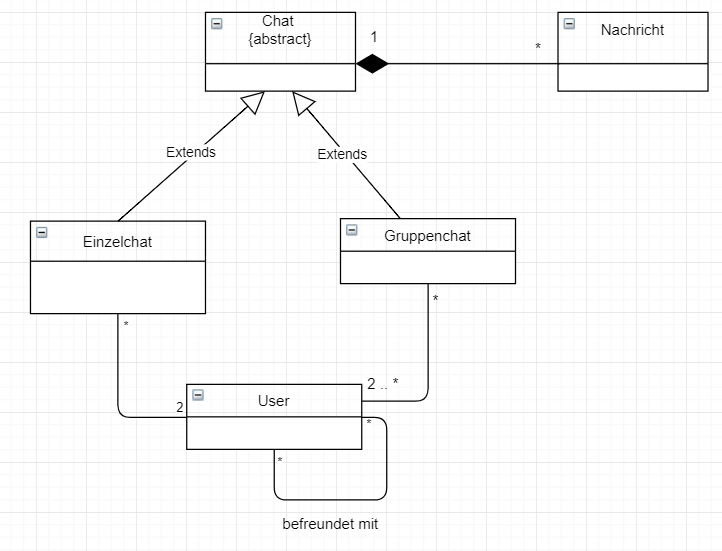 Chat
{abstract}
1
*
Nachricht
Extends
Extends
Einzelchat
Gruppenchat
*
*
2
2 .. *
User
*
*
befreundet mit